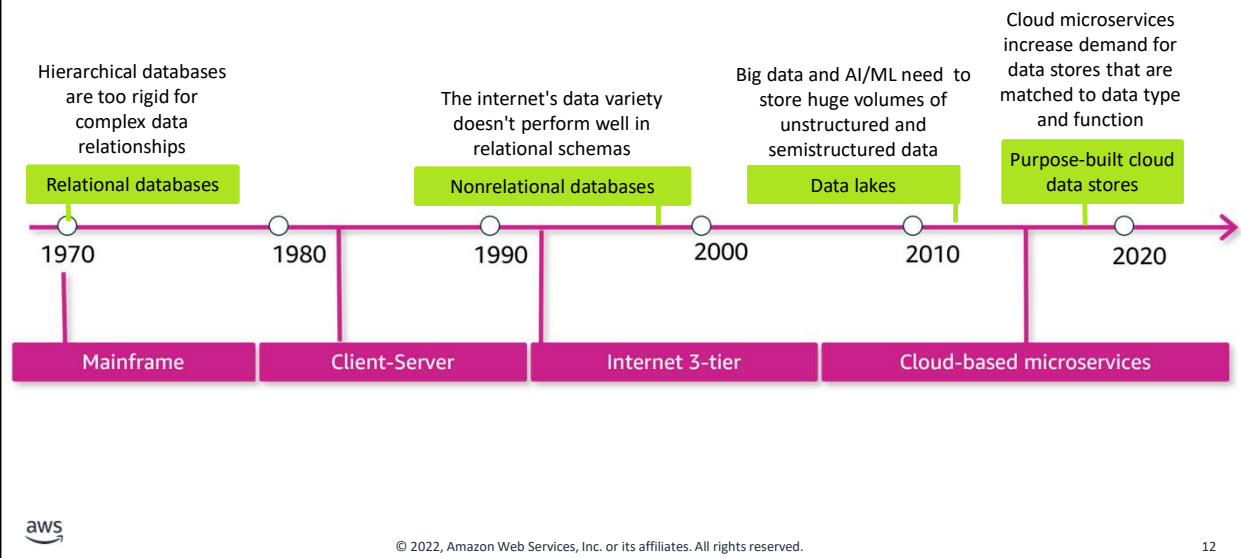 Hierarchical databases
are too rigid for
complex data
relationships
Relational databases
The internet's data variety
doesn't perform well in
relational schemas
Nonrelational databases
Big data and AI/ML need to
store huge volumes of
unstructured and
semistructured data
Data lakes
Cloud microservices
increase demand for
data stores that are
matched to data type
and function
Purpose-built cloud
data stores
1970
1980
1990
2000
2010
2020
Mainframe
Client-Server
Internet 3-tier
Cloud-based microservices
aws
© 2022, Amazon Web Services, Inc. or its affiliates. All rights reserved.
12